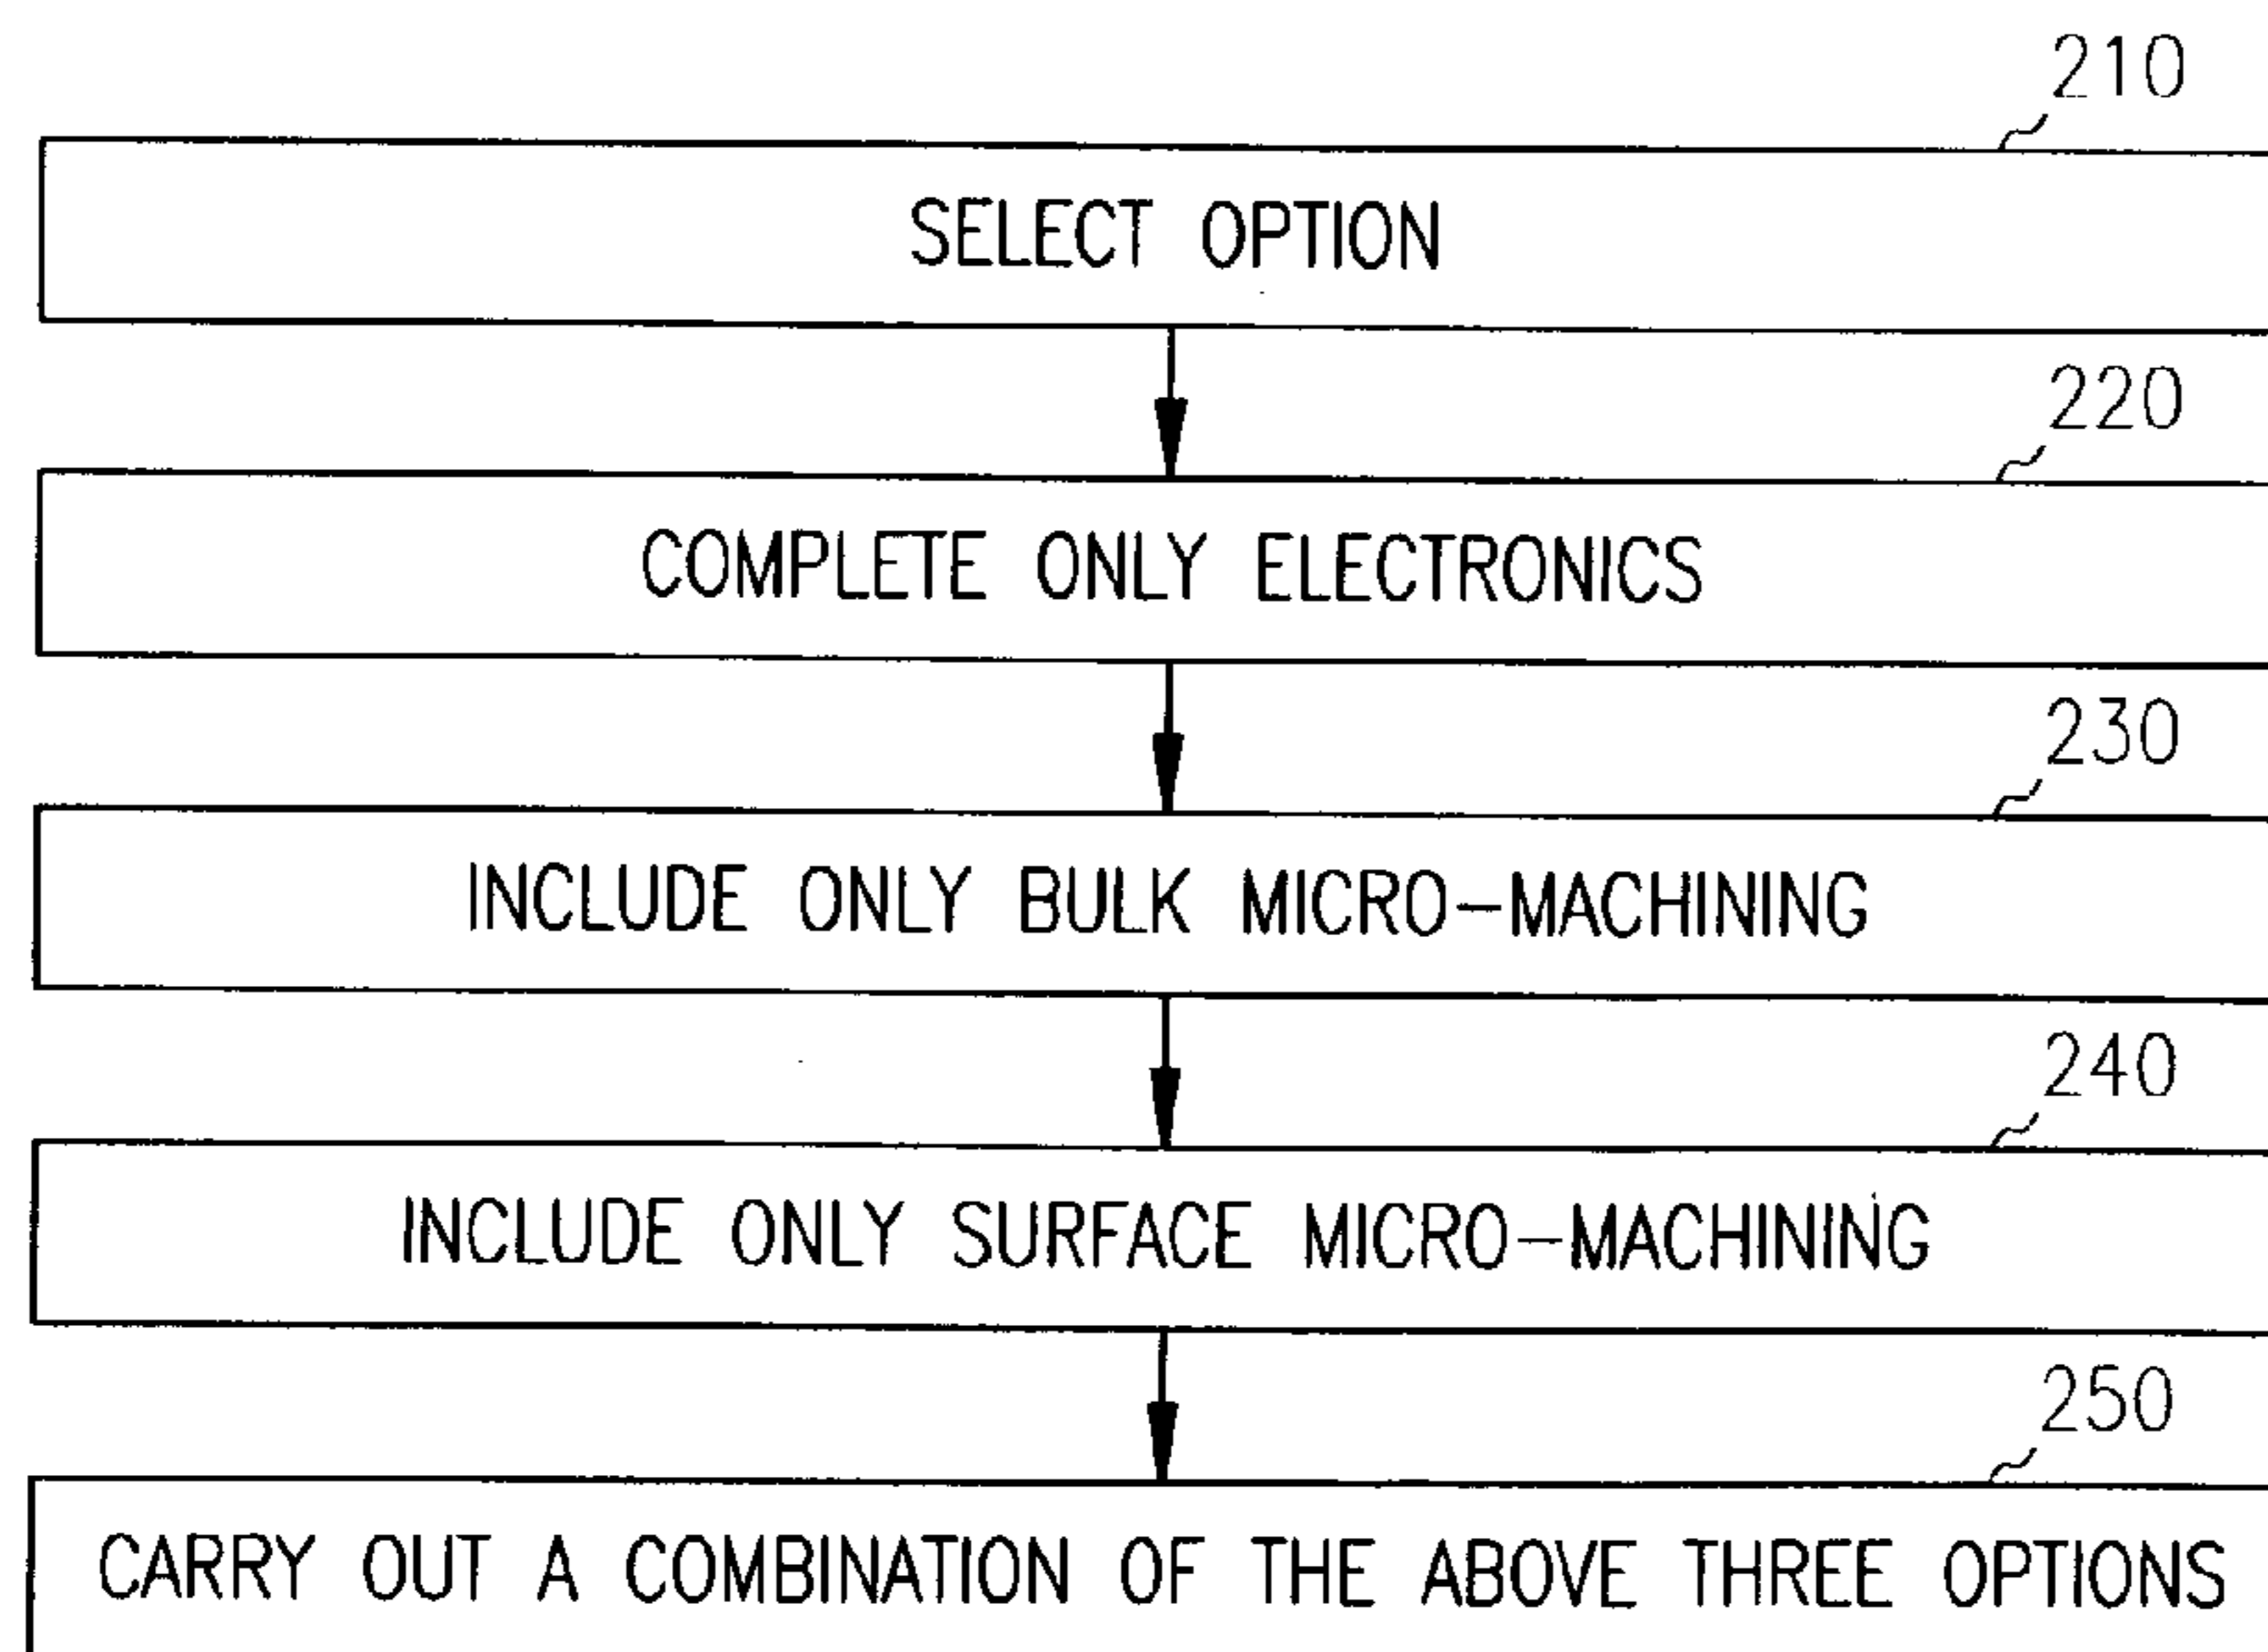 210
SELECT OPTION
220
COMPLETE ONLY ELECTRONICS
230
INCLUDE ONLY BULK MICRO-MACHINING
240
INCLUDE ONLY SURFACE MICRO-MACHINING
250
CARRY OUT A COMBINATION OF THE ABOVE THREE OPTIONS